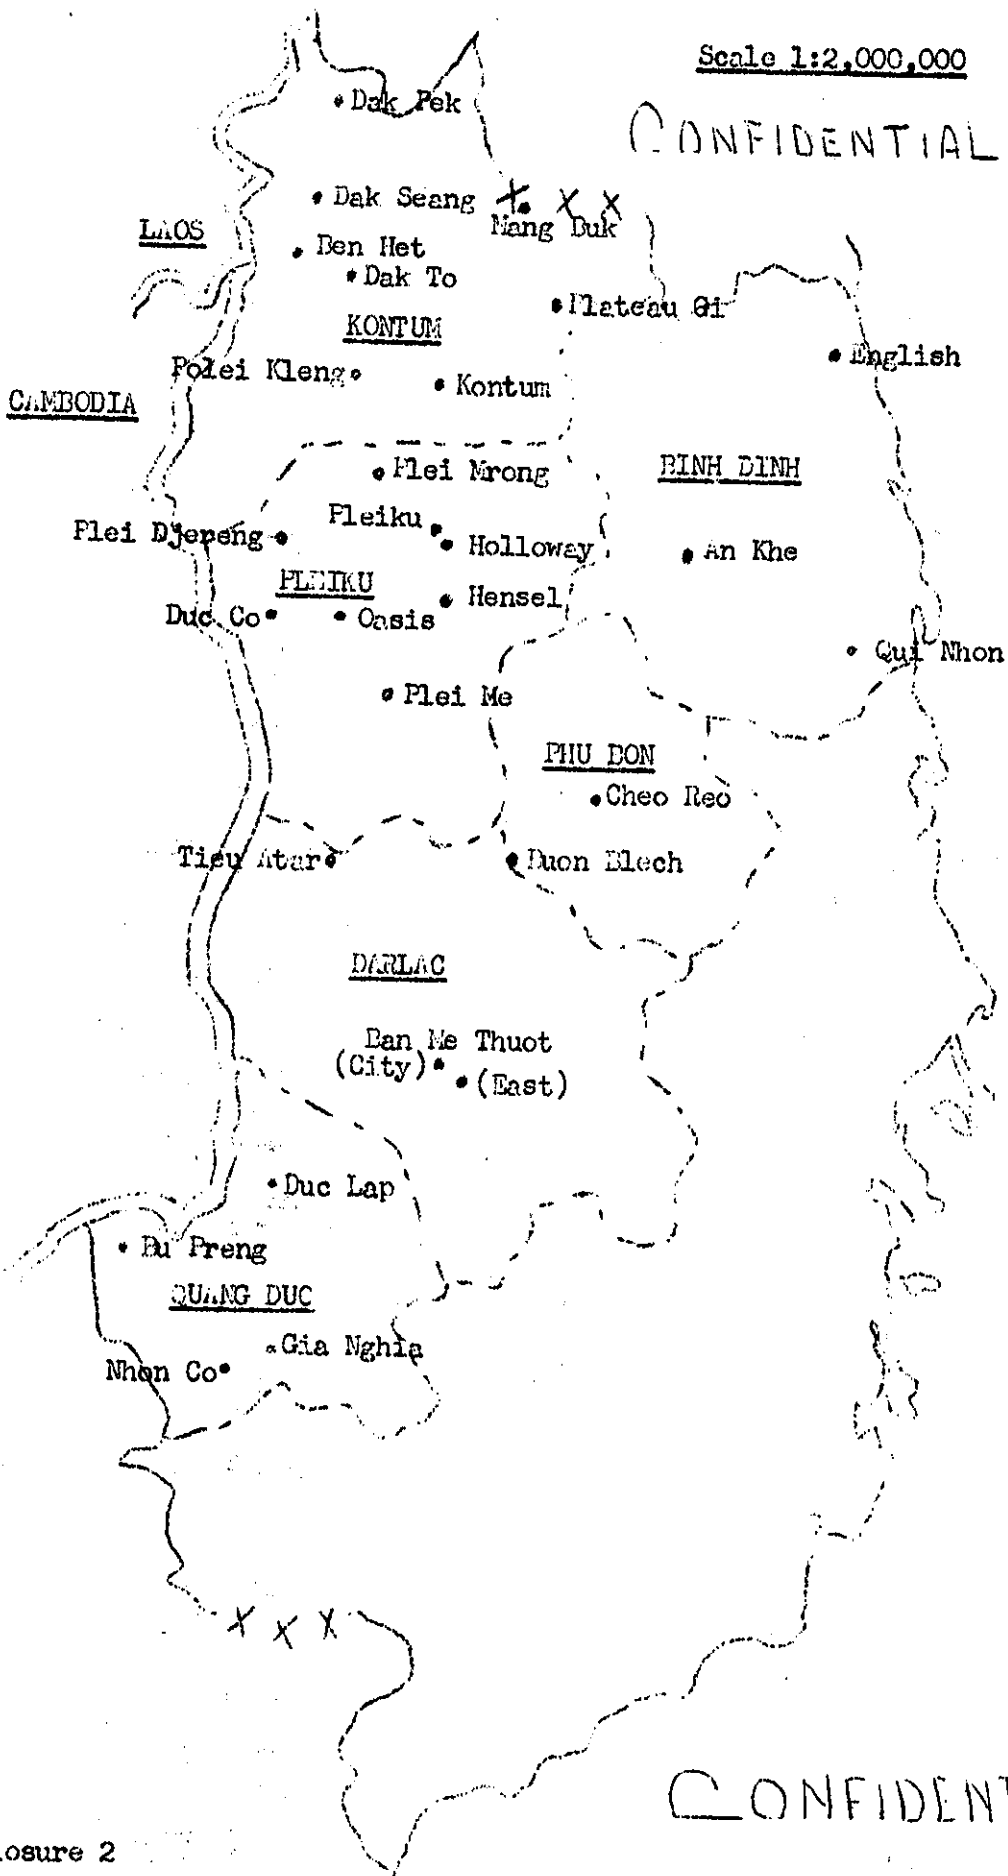 Scale 1:2,000,000
CONFIDENTIAL
Dak Pek
Dak Seang
X X X
Mang Buk
LAOS
Ben Het
Dak To
Plateau Gi
KONTUM
English
Polei Kleng
Kontum
CAMBODIA
Plei Mrong
BINH DINH
Pleiku
Plei Djereng
Holloway
An Khe
PLEIKU
Hensel
Duc Co
Oasis
Qui Nhon
Plei Me
PHU BON
Cheo Reo
Tieu Atar
Buon Blech
DARLAC
Ban Me Thuot
(City)
(East)
Duc Lap
Bu Preng
QUANG DUC
Gia Nghia
Nhon Co
X X X
CONFIDENT
losure 2